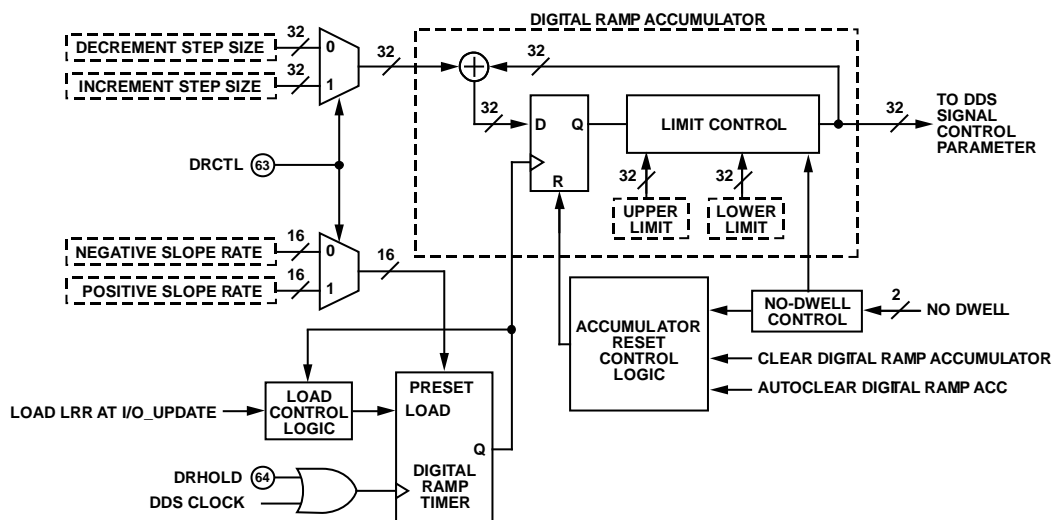 DIGITAL RAMP ACCUMULATOR
DECREMENT STEP SIZE
32
0
INCREMENT STEP SIZE
32
1
32
32
32
D
Q
R
LIMIT CONTROL
32
TO DDS
SIGNAL
CONTROL
PARAMETER
DRCTL
63
32
32
UPPER
LIMIT
LOWER
LIMIT
NEGATIVE SLOPE RATE
16
0
POSITIVE SLOPE RATE
16
1
16
ACCUMULATOR
RESET
CONTROL
LOGIC
NO-DWELL
CONTROL
2
NO DWELL
CLEAR DIGITAL RAMP ACCUMULATOR
AUTOCLEAR DIGITAL RAMP ACC
LOAD LRR AT I/O_UPDATE
LOAD
CONTROL
LOGIC
PRESET
LOAD
Q
DIGITAL
RAMP
TIMER
DRHOLD
64
DDS CLOCK